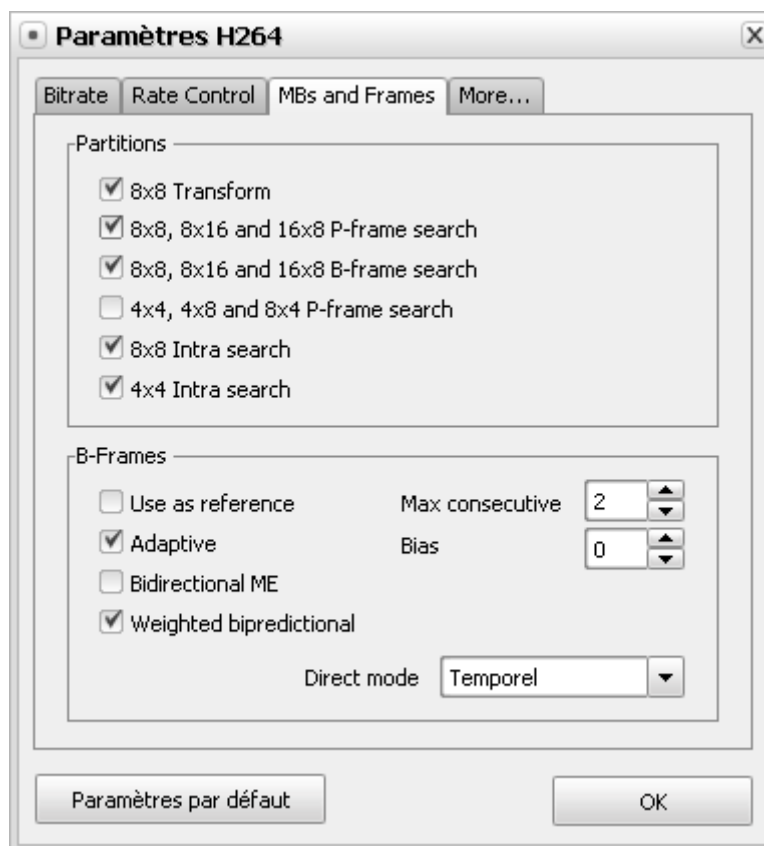 Paramètres H264
Bitrate Rate Control MBs and Frames More...
Partitions
8x8 Transform
8x8, 8x16 and 16x8 P-frame search
8x8, 8x16 and 16x8 B-frame search
4x4, 4x8 and 8x4 P-frame search
8x8 Intra search
4x4 Intra search
B-Frames
Use as reference Max consecutive 2
Adaptive Bias 0
Bidirectional ME
Weighted bipredictional
Direct mode Temporel
Paramètres par défaut OK